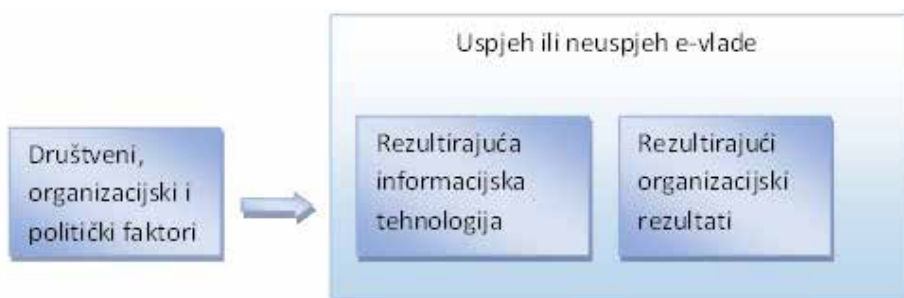 Uspjeh ili neuspjeh e-vlade
Društveni,
organizacijski i
politički faktori
Rezultirajuća
informacijska
tehnologija
Rezultirajući
organizacijski
rezultati